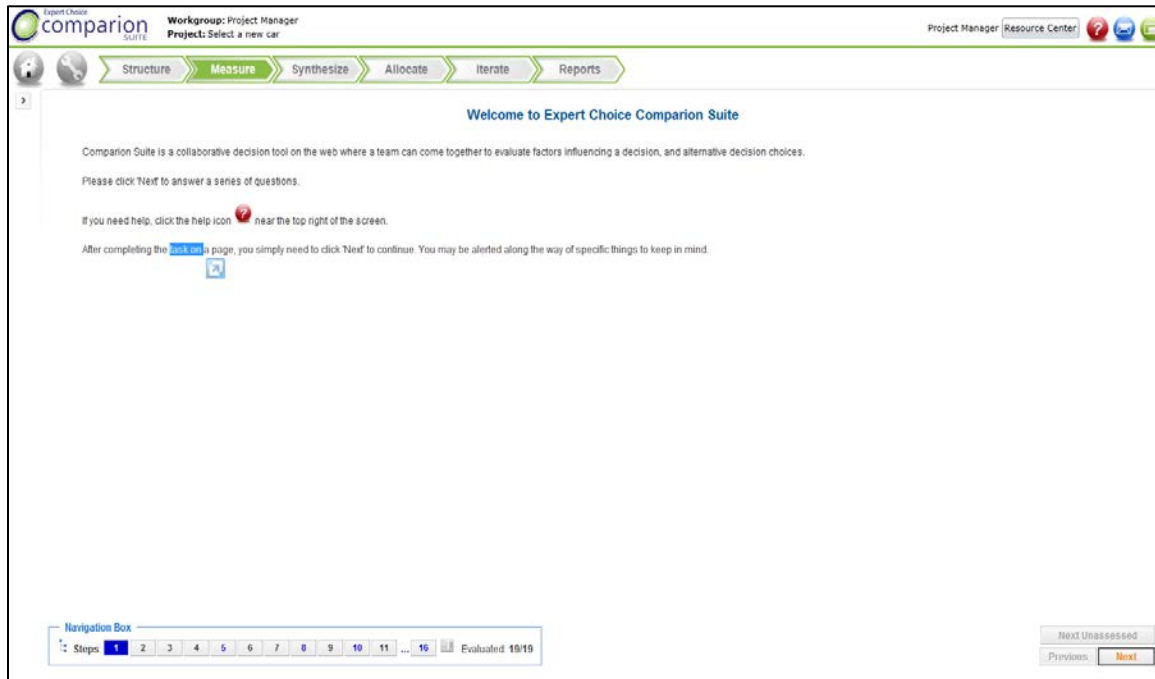 Expert Choice
comparion
SUITE
Workgroup: Project Manager
Project: Select a new car
Project Manager Resource Center
Structure Measure Synthesize Allocate Iterate Reports
Welcome to Expert Choice Comparion Suite
Comparion Suite is a collaborative decision tool on the web where a team can come together to evaluate factors influencing a decision, and alternative decision choices.
Please click 'Next' to answer a series of questions.
If you need help, click the help icon ? near the top right of the screen.
After completing the task on a page, you simply need to click 'Next' to continue. You may be alerted along the way of specific things to keep in mind.
Navigation Box
Steps: 1 2 3 4 5 6 7 8 9 10 11 ... 16 Evaluated: 19/19
Next Unassessed
Previous Next